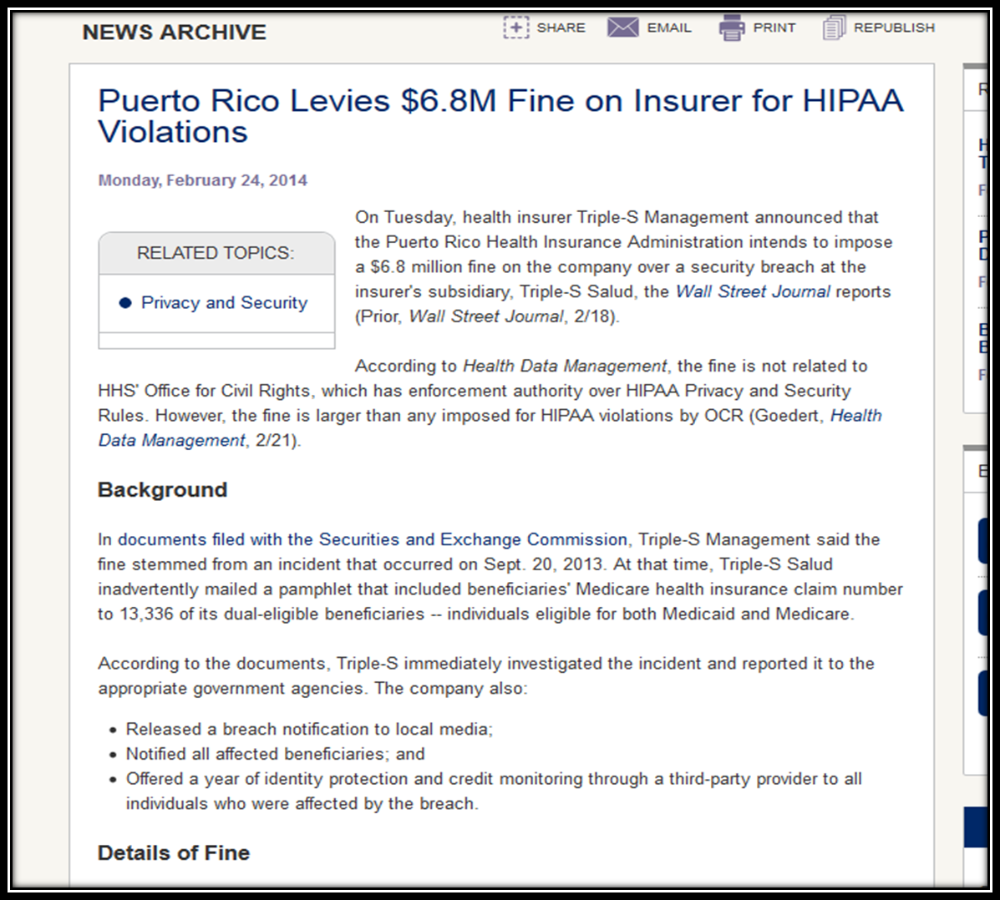 NEWS ARCHIVE
SHARE
EMAIL
PRINT
REPUBLISH
Puerto Rico Levies $6.8M Fine on Insurer for HIPAA
Violations
Monday, February 24, 2014
RELATED TOPICS:
Privacy and Security
On Tuesday, health insurer Triple-S Management announced that
the Puerto Rico Health Insurance Administration intends to impose
a $6.8 million fine on the company over a security breach at the
insurer's subsidiary, Triple-S Salud, the Wall Street Journal reports
(Prior, Wall Street Journal, 2/18).
According to Health Data Management, the fine is not related to
HHS' Office for Civil Rights, which has enforcement authority over HIPAA Privacy and Security
Rules. However, the fine is larger than any imposed for HIPAA violations by OCR (Goedert, Health
Data Management, 2/21).
Background
In documents filed with the Securities and Exchange Commission, Triple-S Management said the
fine stemmed from an incident that occurred on Sept. 20, 2013. At that time, Triple-S Salud
inadvertently mailed a pamphlet that included beneficiaries' Medicare health insurance claim number
to 13,336 of its dual-eligible beneficiaries -- individuals eligible for both Medicaid and Medicare.
According to the documents, Triple-S immediately investigated the incident and reported it to the
appropriate government agencies. The company also:
• Released a breach notification to local media;
• Notified all affected beneficiaries; and
• Offered a year of identity protection and credit monitoring through a third-party provider to all
individuals who were affected by the breach.
Details of Fine